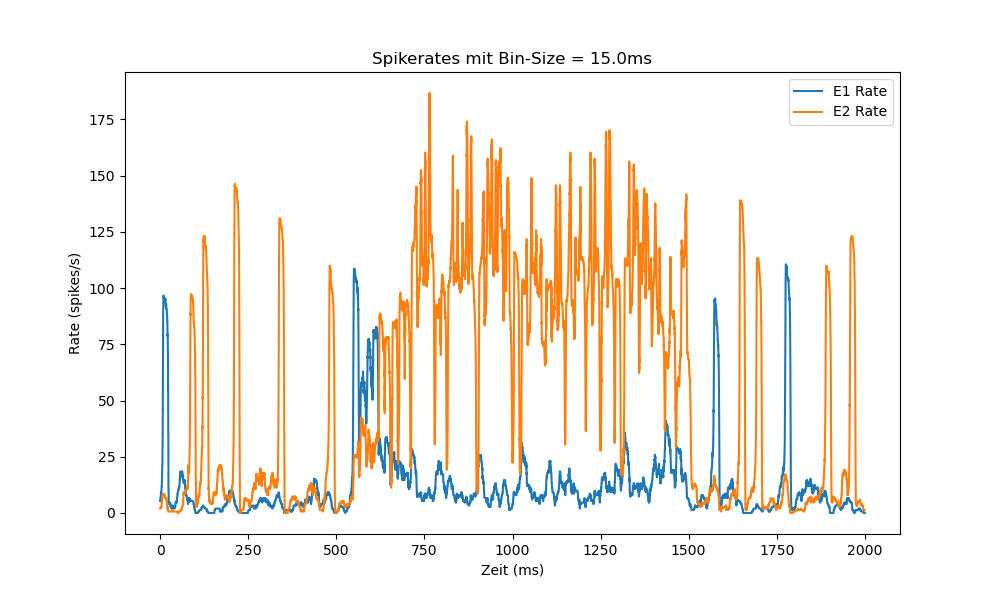 Spikerates mit Bin-Size = 15.0ms
E1 Rate
E2 Rate
175
150
125
100
75
50
25
0
Rate (spikes/s)
0 250 500 750 1000 1250 1500 1750 2000
Zeit (ms)